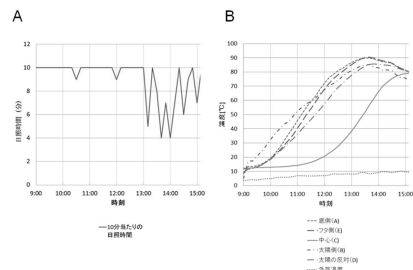 A
12
10
8
6
4
2
0
日照時間（分）
9:00
10:00
11:00
12:00
13:00
14:00
15:00
時刻
10分当たりの
日照時間
B
100
90
80
70
60
50
40
30
20
10
0
温度[℃]
9:00
10:00
11:00
12:00
13:00
14:00
15:00
時刻
底側(A)
フタ側(E)
中心(C)
太陽側(B)
太陽の反対(D)
外気温度